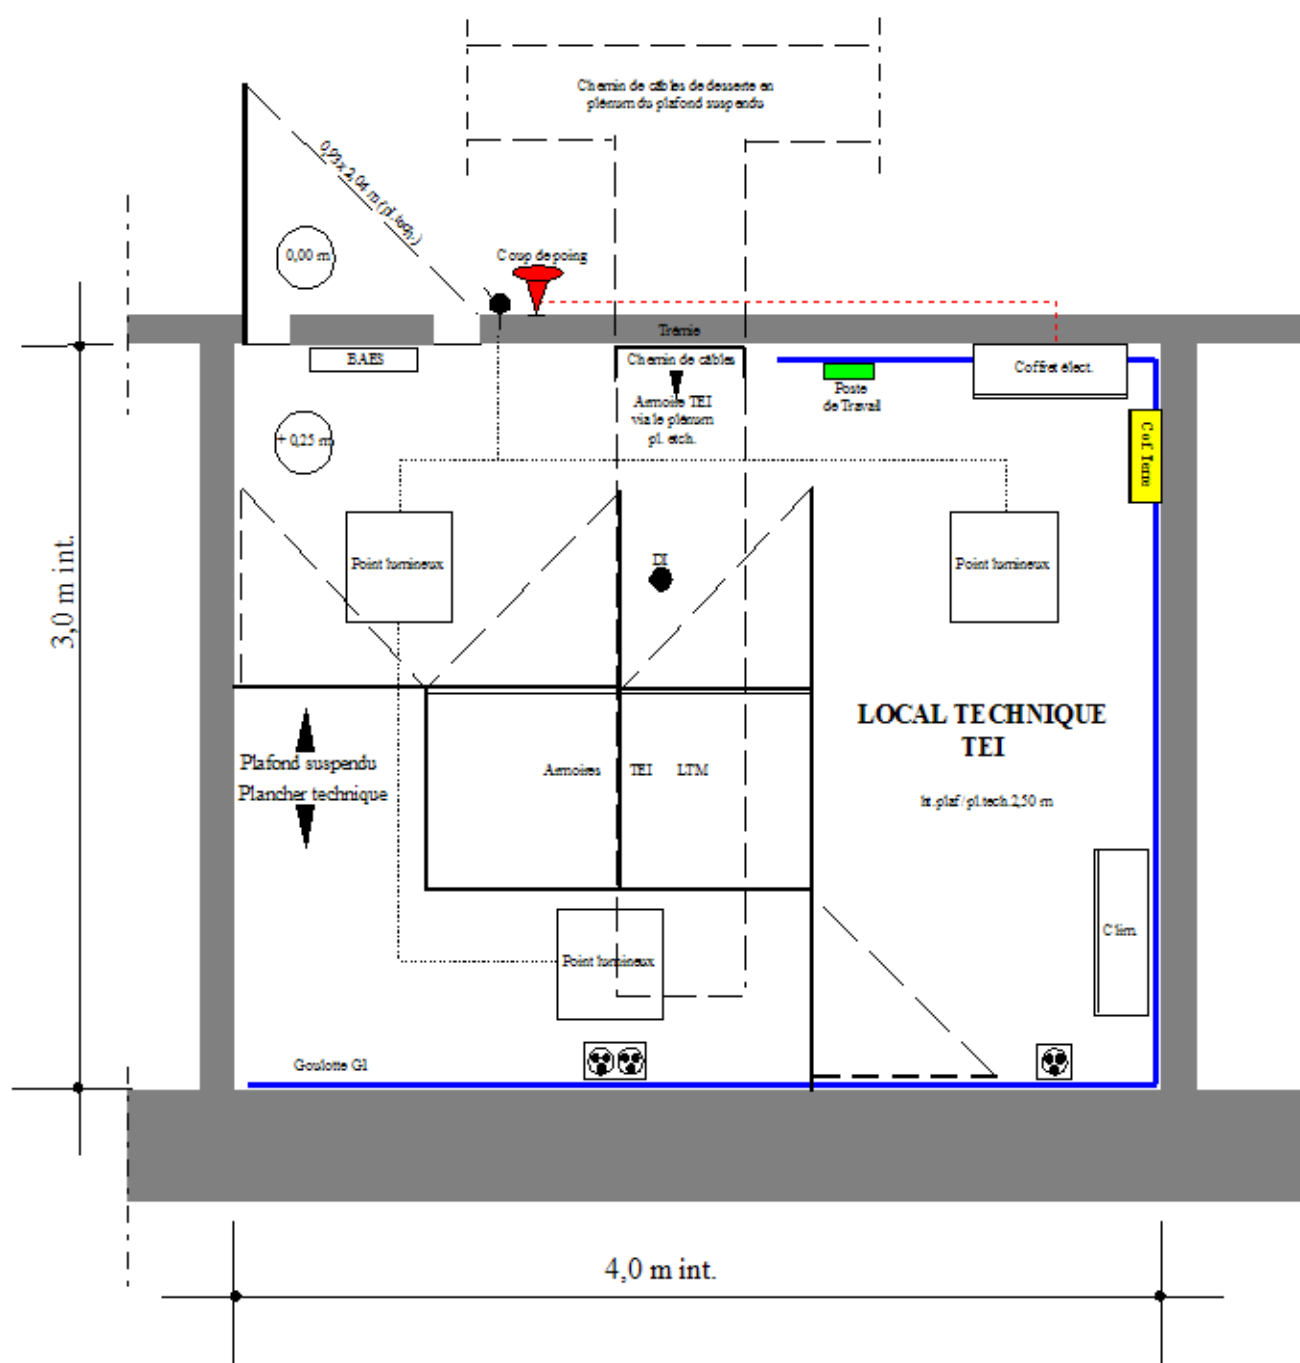 Chemin de câbles de desserte en
plénum du plafond suspendu
0,93 x 2,04 m (pl.tech.)
0,00 m
Coup de poing
Trémie
BAES
Chemin de câbles
Coffret élect.
Poste
de Travail
Armoire TEI
via le plénum
pl. etch.
+ 0,25 m
Cof. Terre
Point lumineux
DI
Point lumineux
3,0 m int.
LOCAL TECHNIQUE
TEI
Plafond suspendu
Plancher technique
Armoires TEI LTM
ht.plaf / pl.tech.2,50 m
Clim.
Point lumineux
Goulotte G1
4,0 m int.